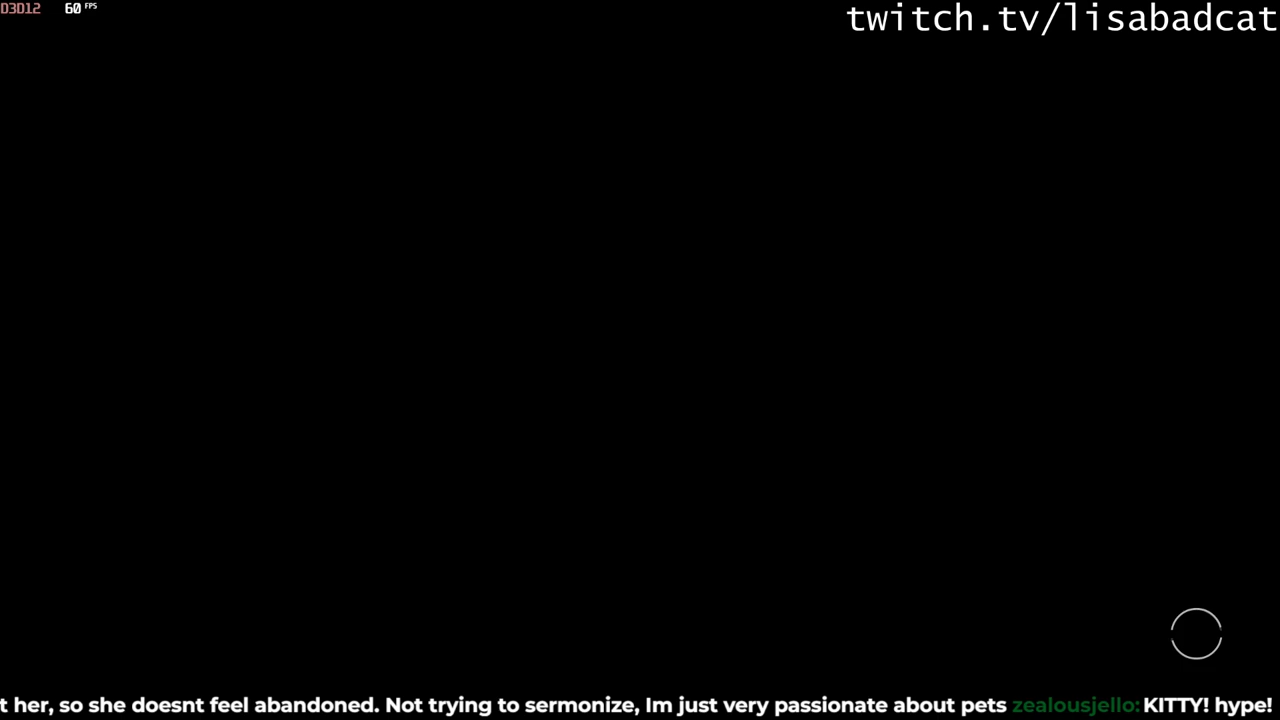 D3D12 60 FPS
twitch.tv/lisabadcat
t her, so she doesnt feel abandoned. Not trying to sermonize, Im just very passionate about pets zealousjello: KITTY! hype!